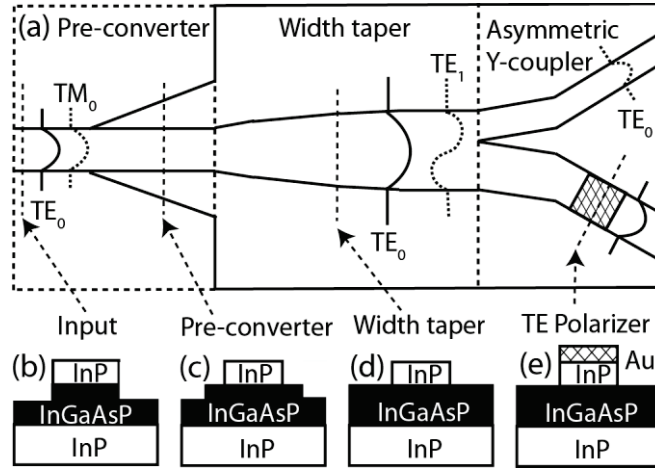 (a) Pre-converter
Width taper
Asymmetric
Y-coupler
TM0
TE1
TE0
TE0
TE0
Input
Pre-converter
Width taper
TE Polarizer
(b)
InP
InGaAsP
InP
(c)
InP
InGaAsP
InP
(d)
InP
InGaAsP
InP
(e)
Au
InP
InGaAsP
InP